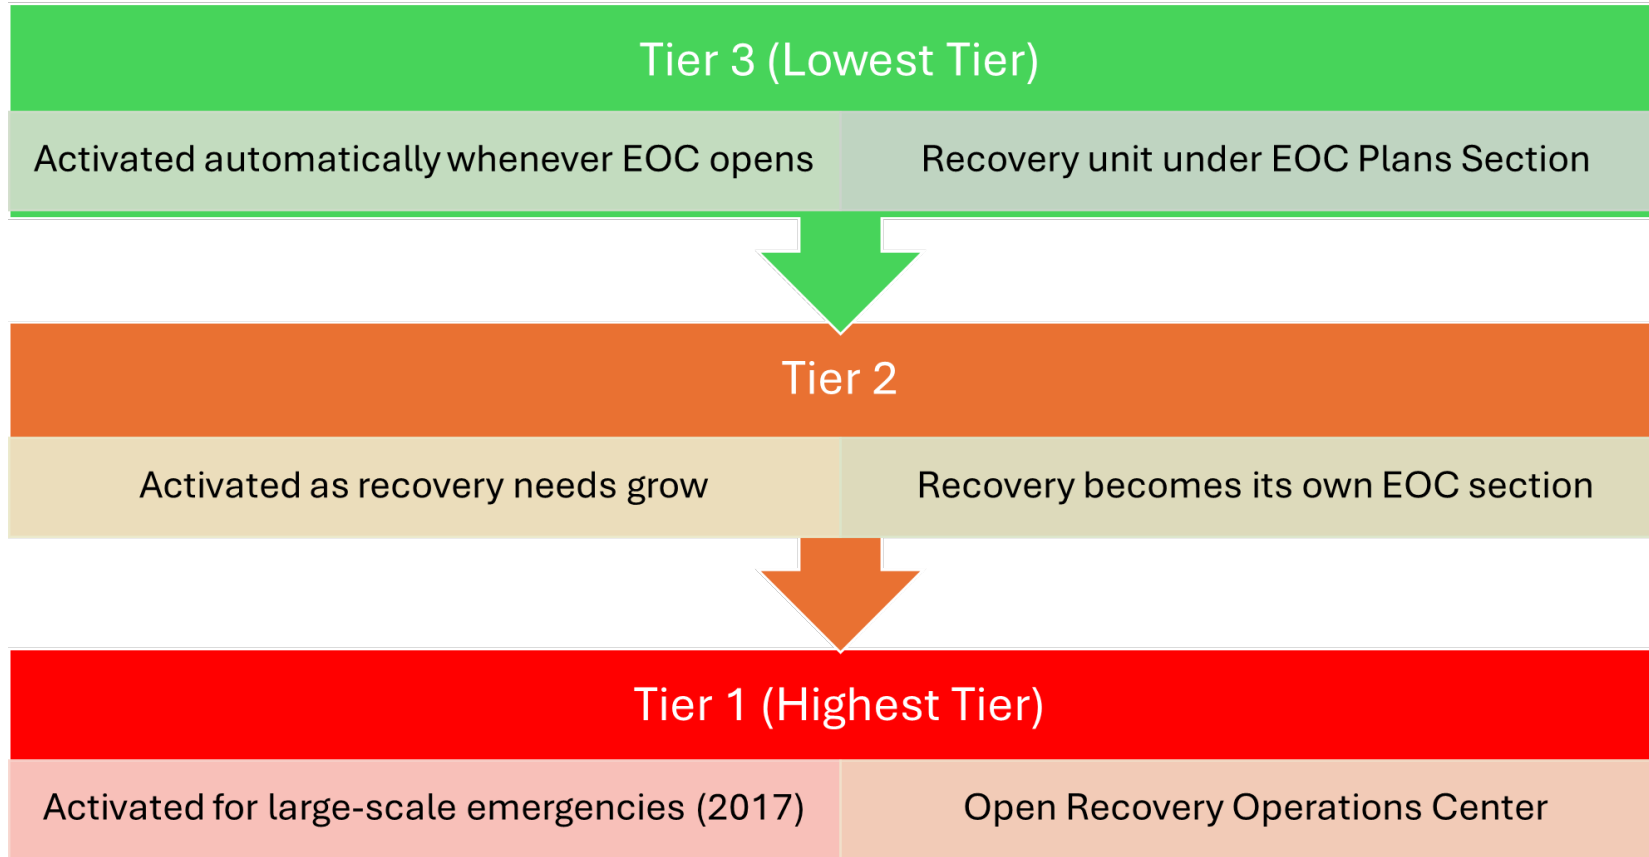 Tier 3 (Lowest Tier)
Activated automatically whenever EOC opens
Recovery unit under EOC Plans Section
Tier 2
Activated as recovery needs grow
Recovery becomes its own EOC section
Tier 1 (Highest Tier)
Activated for large-scale emergencies (2017)
Open Recovery Operations Center